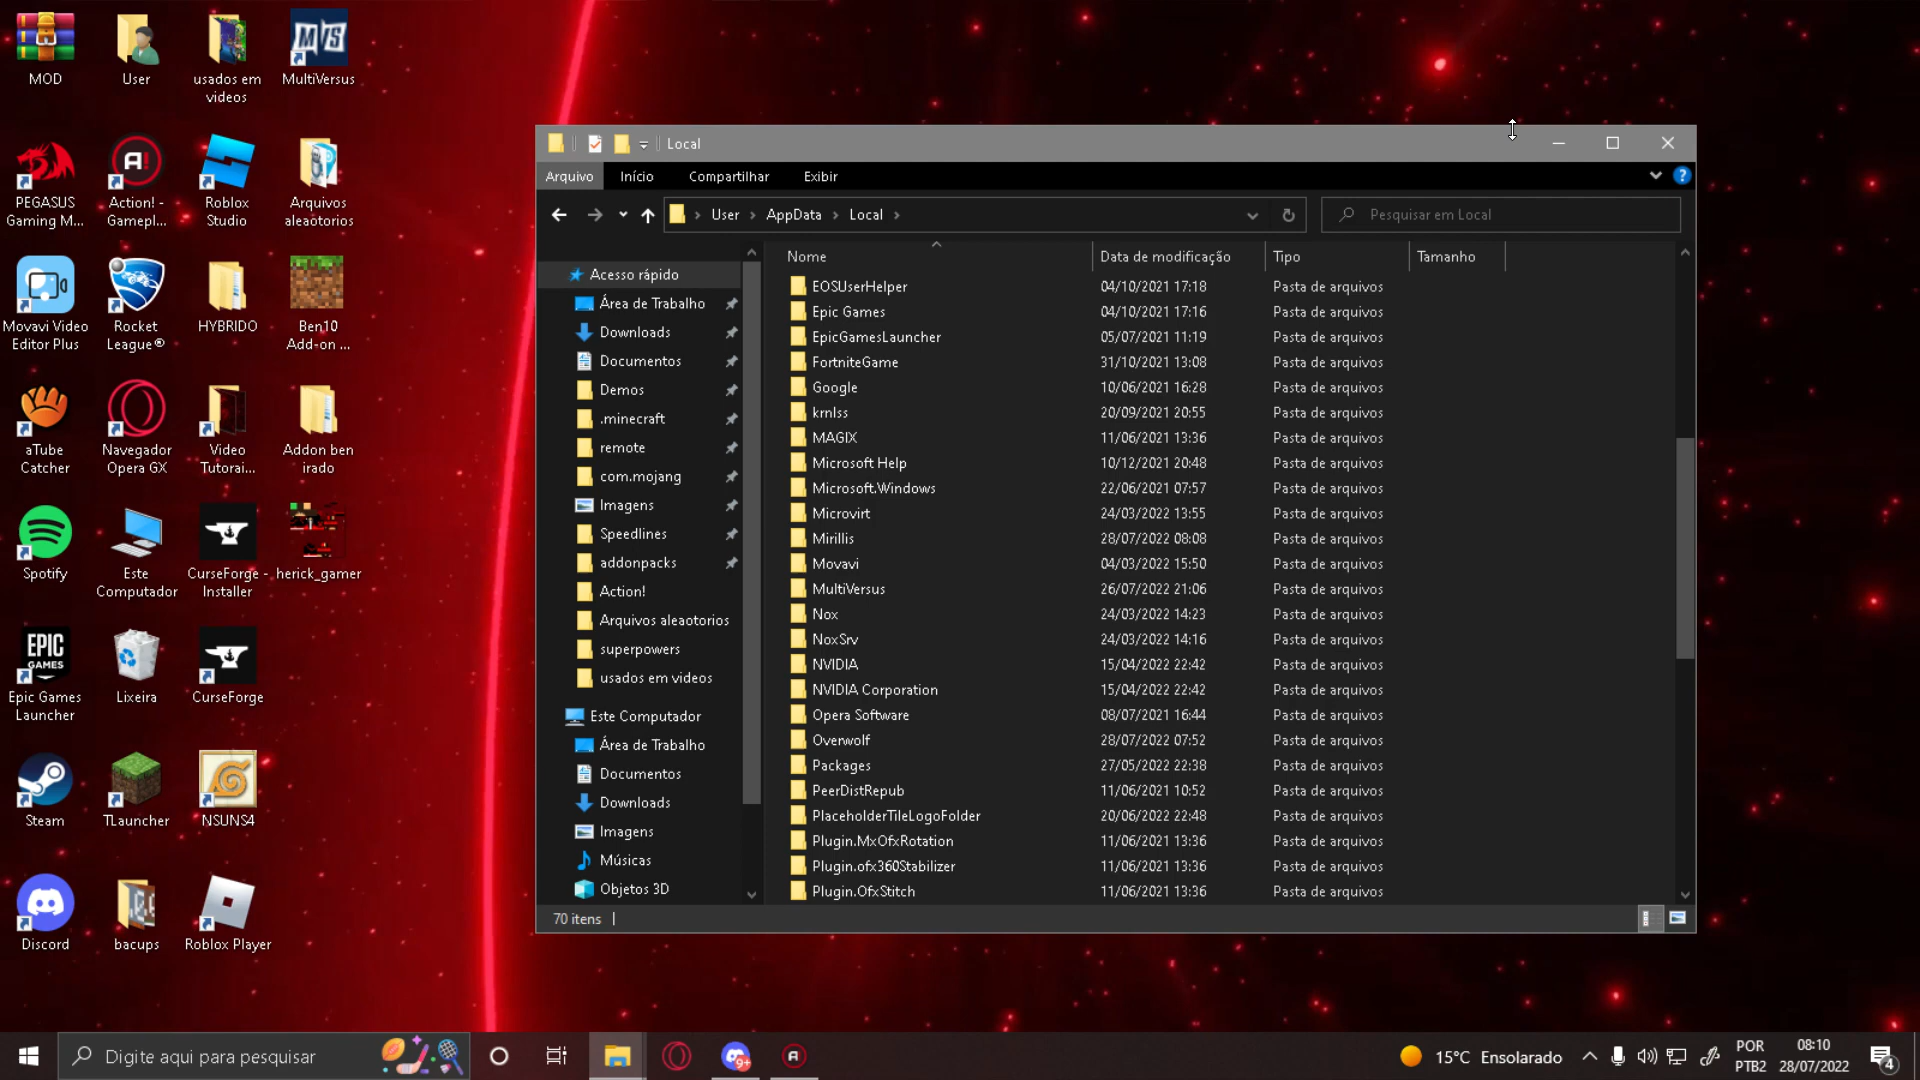 MOD
User
usados em
videos
MultiVersus
PEGASUS
Gaming M...
Action! -
Gamepl...
Roblox
Studio
Arquivos
aleaotorios
Movavi Video
Editor Plus
Rocket
League®
HYBRIDO
Ben10
Add-on ...
aTube
Catcher
Navegador
Opera GX
Video
Tutorai...
Addon ben
irado
Spotify
Este
Computador
CurseForge -
Installer
herick_gamer
EPIC
GAMES
Epic Games
Launcher
Lixeira
CurseForge
Steam
TLauncher
NSUNS4
Discord
bacups
Roblox Player
Local
Arquivo Início Compartilhar Exibir
User > AppData > Local >
Pesquisar em Local
Acesso rápido
Área de Trabalho
Downloads
Documentos
Demos
.minecraft
remote
com.mojang
Imagens
Speedlines
addonpacks
Action!
Arquivos aleaotorios
superpowers
usados em videos
Este Computador
Área de Trabalho
Documentos
Downloads
Imagens
Músicas
Objetos 3D
Nome Data de modificação Tipo Tamanho
EOSUserHelper 04/10/2021 17:18 Pasta de arquivos
Epic Games 04/10/2021 17:16 Pasta de arquivos
EpicGamesLauncher 05/07/2021 11:19 Pasta de arquivos
FortniteGame 31/10/2021 13:08 Pasta de arquivos
Google 10/06/2021 16:28 Pasta de arquivos
krnlss 20/09/2021 20:55 Pasta de arquivos
MAGIX 11/06/2021 13:36 Pasta de arquivos
Microsoft Help 10/12/2021 20:48 Pasta de arquivos
Microsoft.Windows 22/06/2021 07:57 Pasta de arquivos
Microvirt 24/03/2022 13:55 Pasta de arquivos
Mirillis 28/07/2022 08:08 Pasta de arquivos
Movavi 04/03/2022 15:50 Pasta de arquivos
MultiVersus 26/07/2022 21:06 Pasta de arquivos
Nox 24/03/2022 14:23 Pasta de arquivos
NoxSrv 24/03/2022 14:16 Pasta de arquivos
NVIDIA 15/04/2022 22:42 Pasta de arquivos
NVIDIA Corporation 15/04/2022 22:42 Pasta de arquivos
Opera Software 08/07/2021 16:44 Pasta de arquivos
Overwolf 28/07/2022 07:52 Pasta de arquivos
Packages 27/05/2022 22:38 Pasta de arquivos
PeerDistRepub 11/06/2021 10:52 Pasta de arquivos
PlaceholderTileLogoFolder 20/06/2022 22:48 Pasta de arquivos
Plugin.MxOfxRotation 11/06/2021 13:36 Pasta de arquivos
Plugin.ofx360Stabilizer 11/06/2021 13:36 Pasta de arquivos
Plugin.OfxStitch 11/06/2021 13:36 Pasta de arquivos
70 itens
Digite aqui para pesquisar
9+
15°C Ensolarado
POR
PTB2
08:10
28/07/2022
4